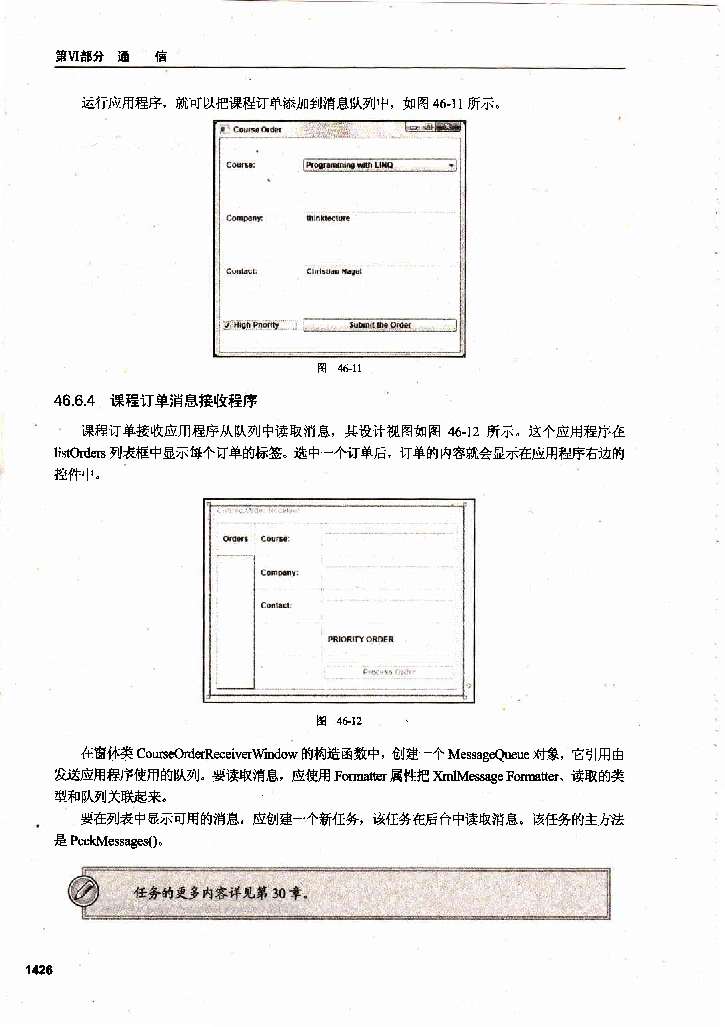 第VI部分 通 信
运行应用程序，就可以把课程订单添加到消息队列中，如图 46-11 所示。
Course Order
Course: Programming with LINQ
Company: thinktecture
Contact: Christian Nagel
High Priority Submit the Order
图 46-11
46.6.4 课程订单消息接收程序
课程订单接收应用程序从队列中读取消息，其设计视图如图 46-12 所示。这个应用程序在
listOrders 列表框中显示每个订单的标签。选中一个订单后，订单的内容就会显示在应用程序右边的
控件中。
Course Order Receiver
Orders Course:
Company:
Contact:
PRIORITY ORDER
Process Order
图 46-12
在窗体类 CourseOrderReceiverWindow 的构造函数中，创建一个 MessageQueue 对象，它引用由
发送应用程序使用的队列。要读取消息，应使用 Formatter 属性把 XmlMessage Formatter、读取的类
型和队列关联起来。
要在列表中显示可用的消息，应创建一个新任务，该任务在后台中读取消息。该任务的主方法
是 PeekMessages()。
任务的更多内容详见第 30 章。
1426